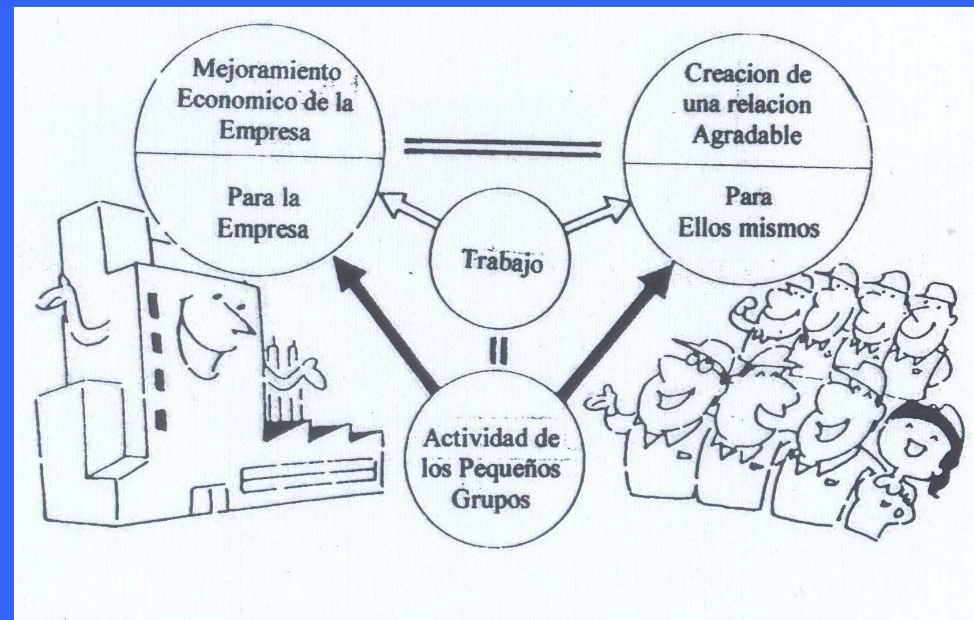 Mejoramiento
Economico de la
Empresa
Para la
Empresa
Creacion de
una relacion
Agradable
Para
Ellos mismos
Trabajo
Actividad de
los Pequeños
Grupos